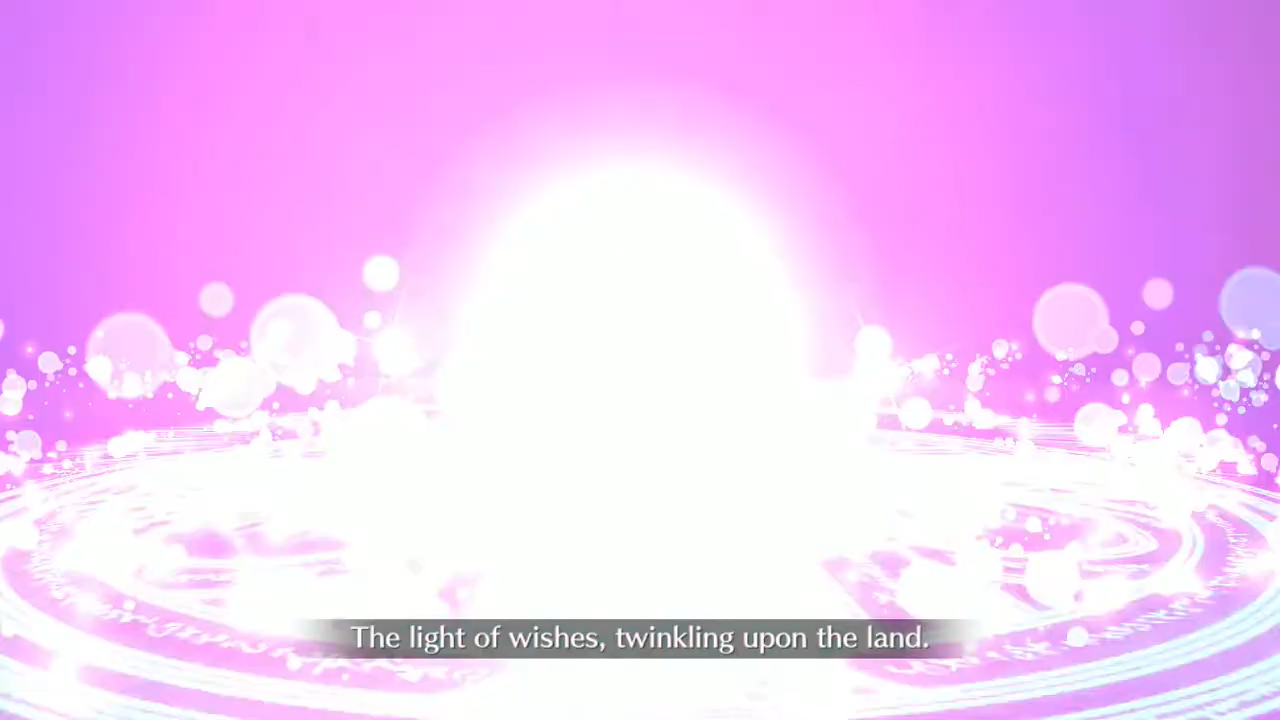 The light of wishes, twinkling upon the land.